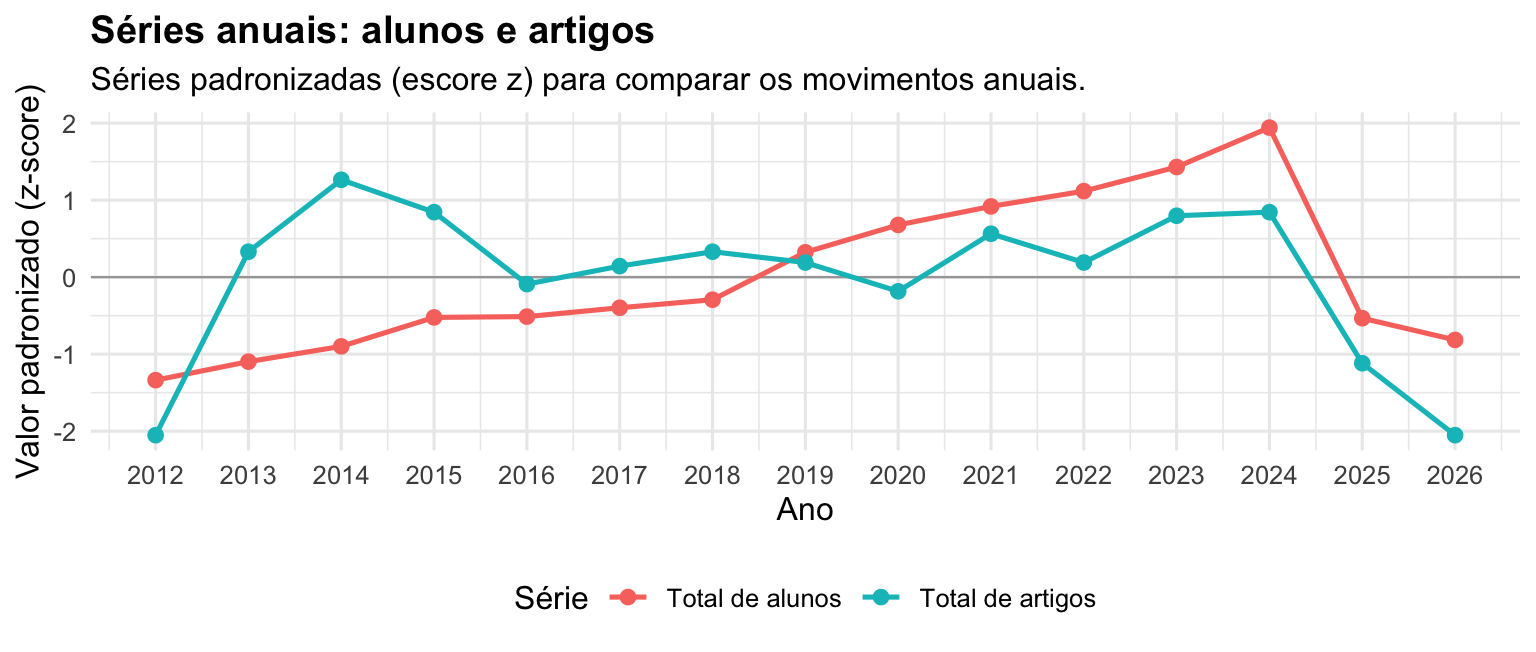 Séries anuais: alunos e artigos
Séries padronizadas (escore z) para comparar os movimentos anuais.
Valor padronizado (z-score)
2
1
0
-1
-2
2012 2013 2014 2015 2016 2017 2018 2019 2020 2021 2022 2023 2024 2025 2026
Ano
Série Total de alunos Total de artigos